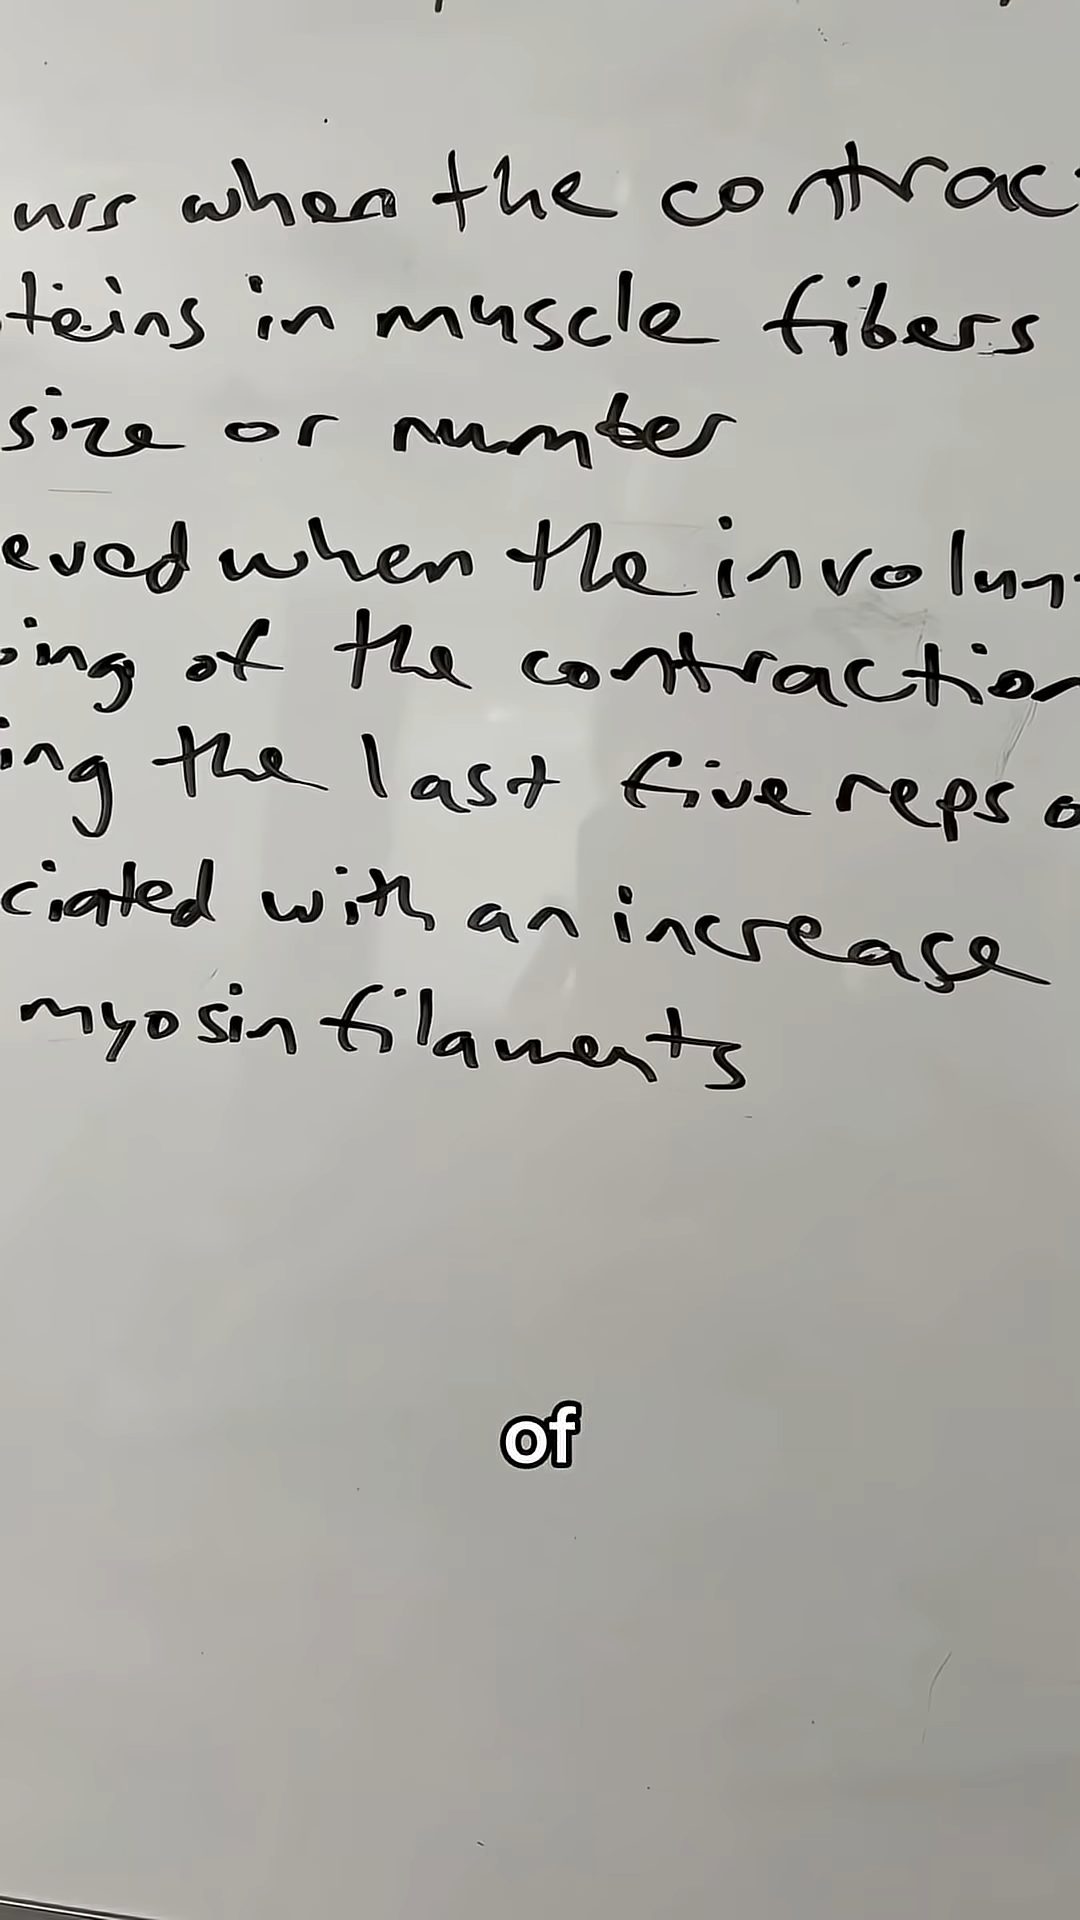 urs when the contrac
teins in muscle fibers
size or number
eved when the involun
ing of the contraction
ing the last five reps o
ciated with an increase
myosin filaments
of